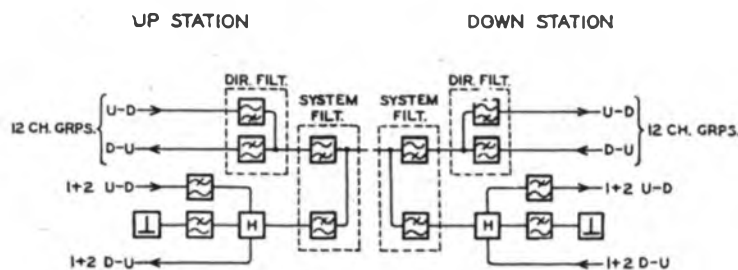 UP STATION
DOWN STATION
DIR. FILT.
SYSTEM
FILT.
SYSTEM
FILT.
DIR. FILT.
12 CH. GRPS.
U-D
D-U
U-D
D-U
12 CH. GRPS.
1+2 U-D
1+2 U-D
H
H
1+2 D-U
1+2 D-U